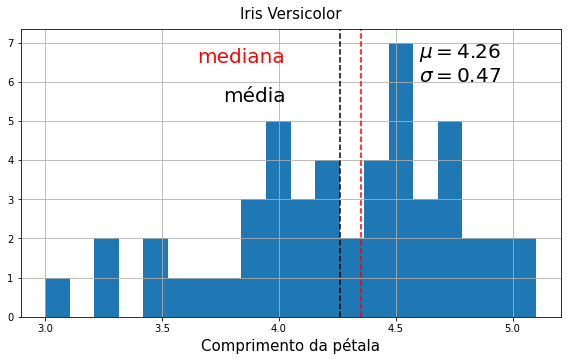 Iris Versicolor
mediana
média
μ = 4.26
σ = 0.47
7
6
5
4
3
2
1
0
3.0 3.5 4.0 4.5 5.0
Comprimento da pétala